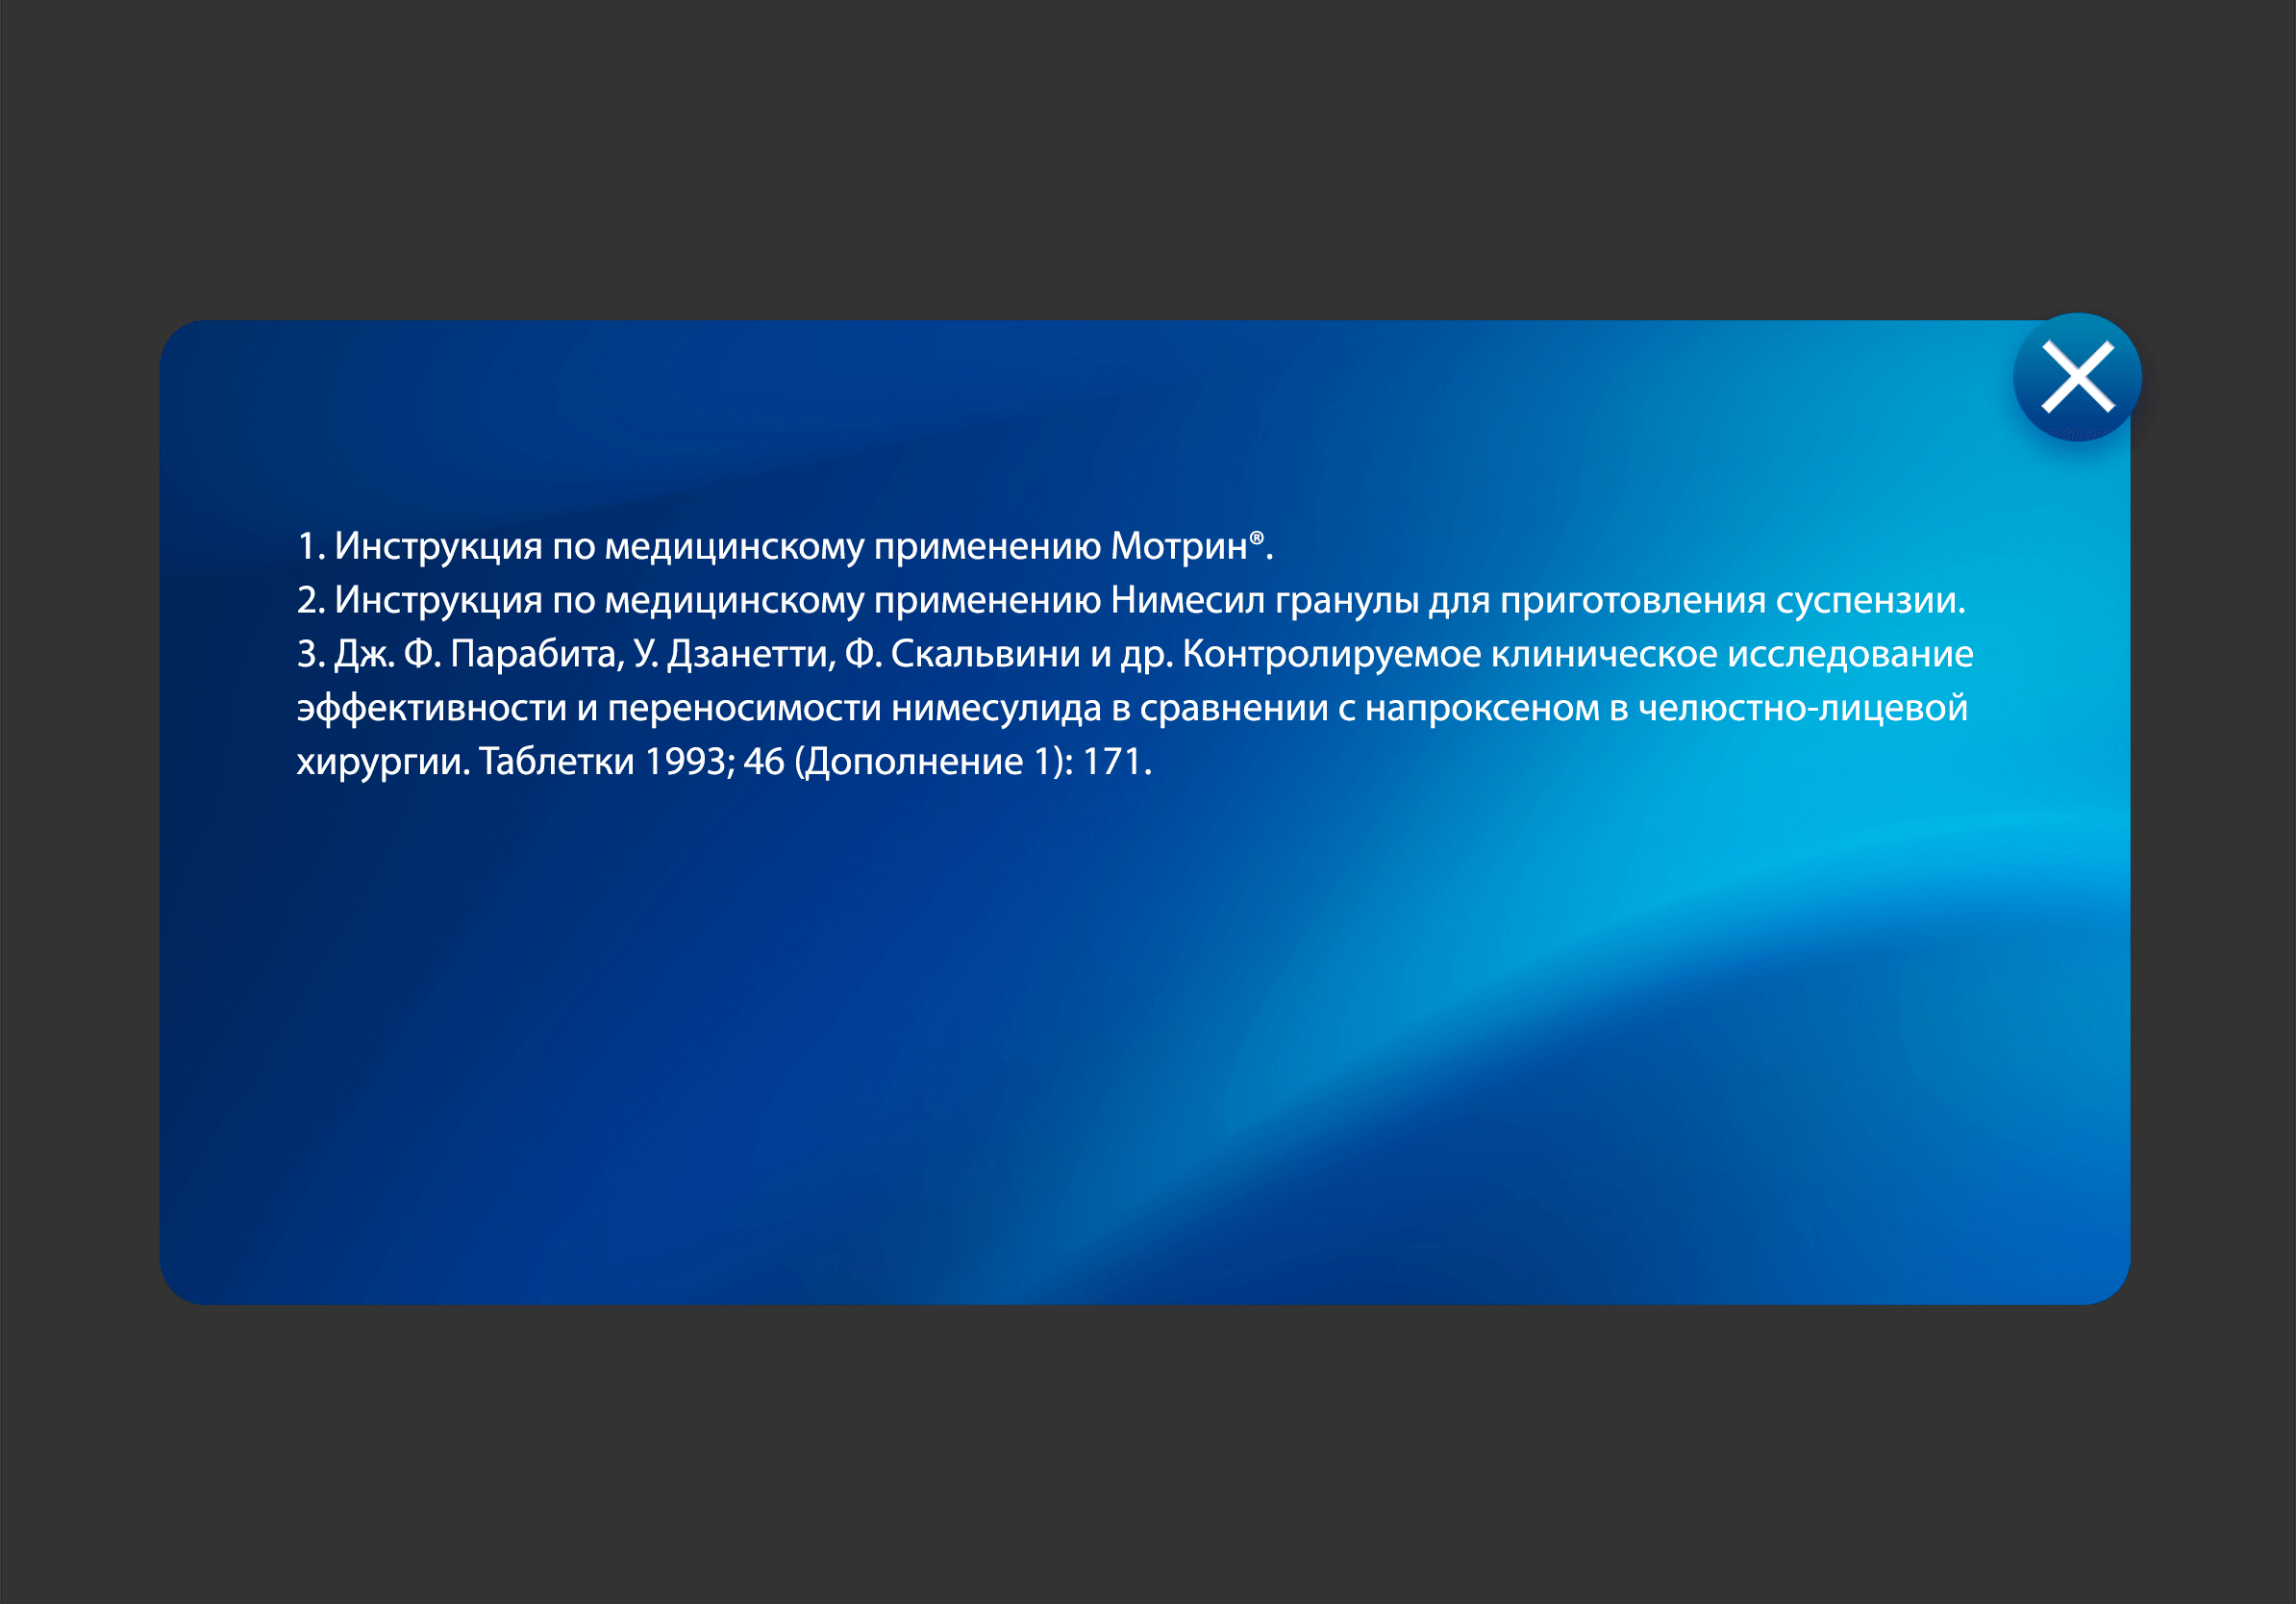 1. Инструкция по медицинскому применению Мотрин®.
2. Инструкция по медицинскому применению Нимесил гранулы для приготовления суспензии.
3. Дж. Ф. Парабита, У. Дзанетти, Ф. Скальвини и др. Контролируемое клиническое исследование
эффективности и переносимости нимесулида в сравнении с напроксеном в челюстно-лицевой
хирургии. Таблетки 1993; 46 (Дополнение 1): 171.